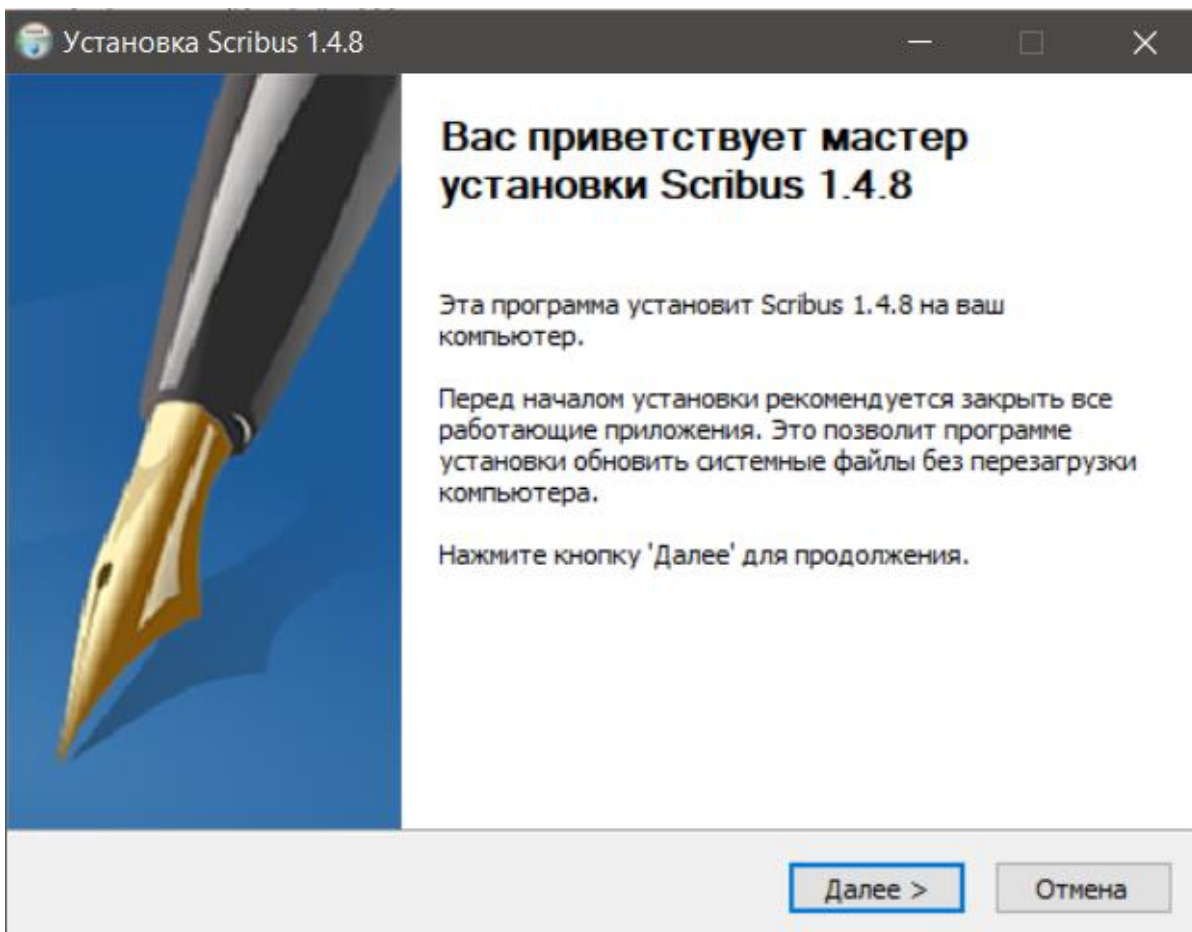 Установка Scribus 1.4.8
Вас приветствует мастер
установки Scribus 1.4.8
Эта программа установит Scribus 1.4.8 на ваш
компьютер.
Перед началом установки рекомендуется закрыть все
работающие приложения. Это позволит программе
установки обновить системные файлы без перезагрузки
компьютера.
Нажмите кнопку 'Далее' для продолжения.
Далее >
Отмена